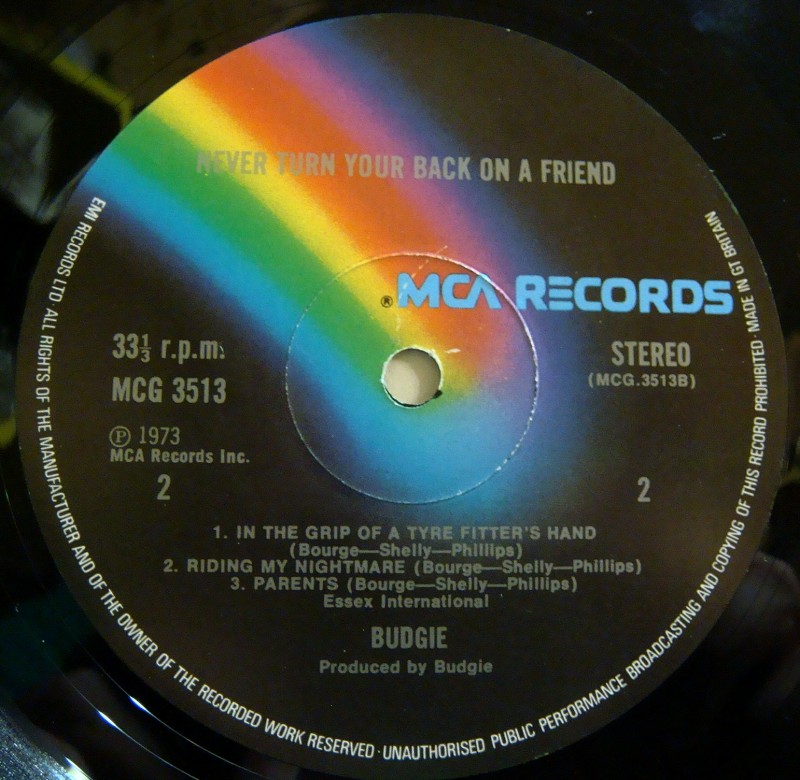 NEVER TURN YOUR BACK ON A FRIEND
® MCA RECORDS
33⅓ r.p.m.
MCG 3513
Ⓟ 1973
MCA Records Inc.
2
STEREO
(MCG.3513B)
2
1. IN THE GRIP OF A TYRE FITTER'S HAND
(Bourge—Shelly—Phillips)
2. RIDING MY NIGHTMARE (Bourge—Shelly—Phillips)
3. PARENTS (Bourge—Shelly—Phillips)
Essex International
BUDGIE
Produced by Budgie
EMI RECORDS LTD. ALL RIGHTS OF THE MANUFACTURER AND OF THE OWNER OF THE RECORDED WORK RESERVED · UNAUTHORISED PUBLIC PERFORMANCE BROADCASTING AND COPYING OF THIS RECORD PROHIBITED · MADE IN GT BRITAIN